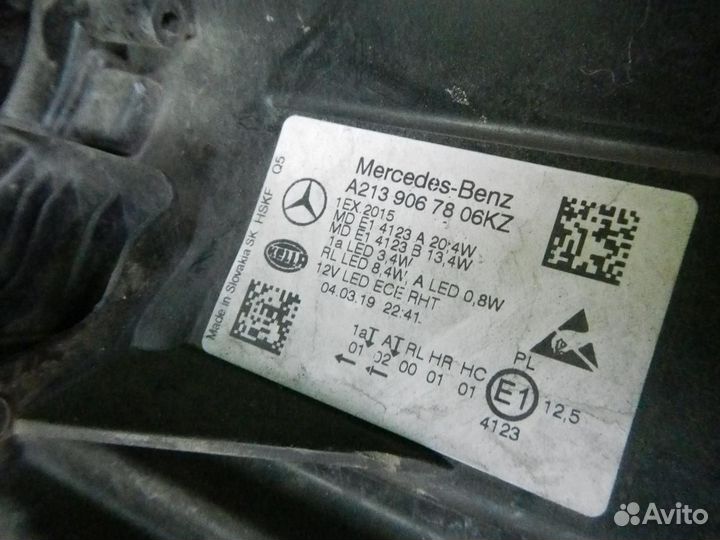 Mercedes-Benz
A213 906 78 06KZ
1EX 2015
MD E1 4123 A 20,4W
MD E1 4123 B 13,4W
1a LED 3,4W
RL LED 8,4W, A LED 0,8W
12V LED ECE RHT
04.03.19 22:41
HELLA
Made in Slovakia SK HSKF Q5
1a A RL HR HC PL
01 02 00 01 01 E1 12,5
4123
Avito